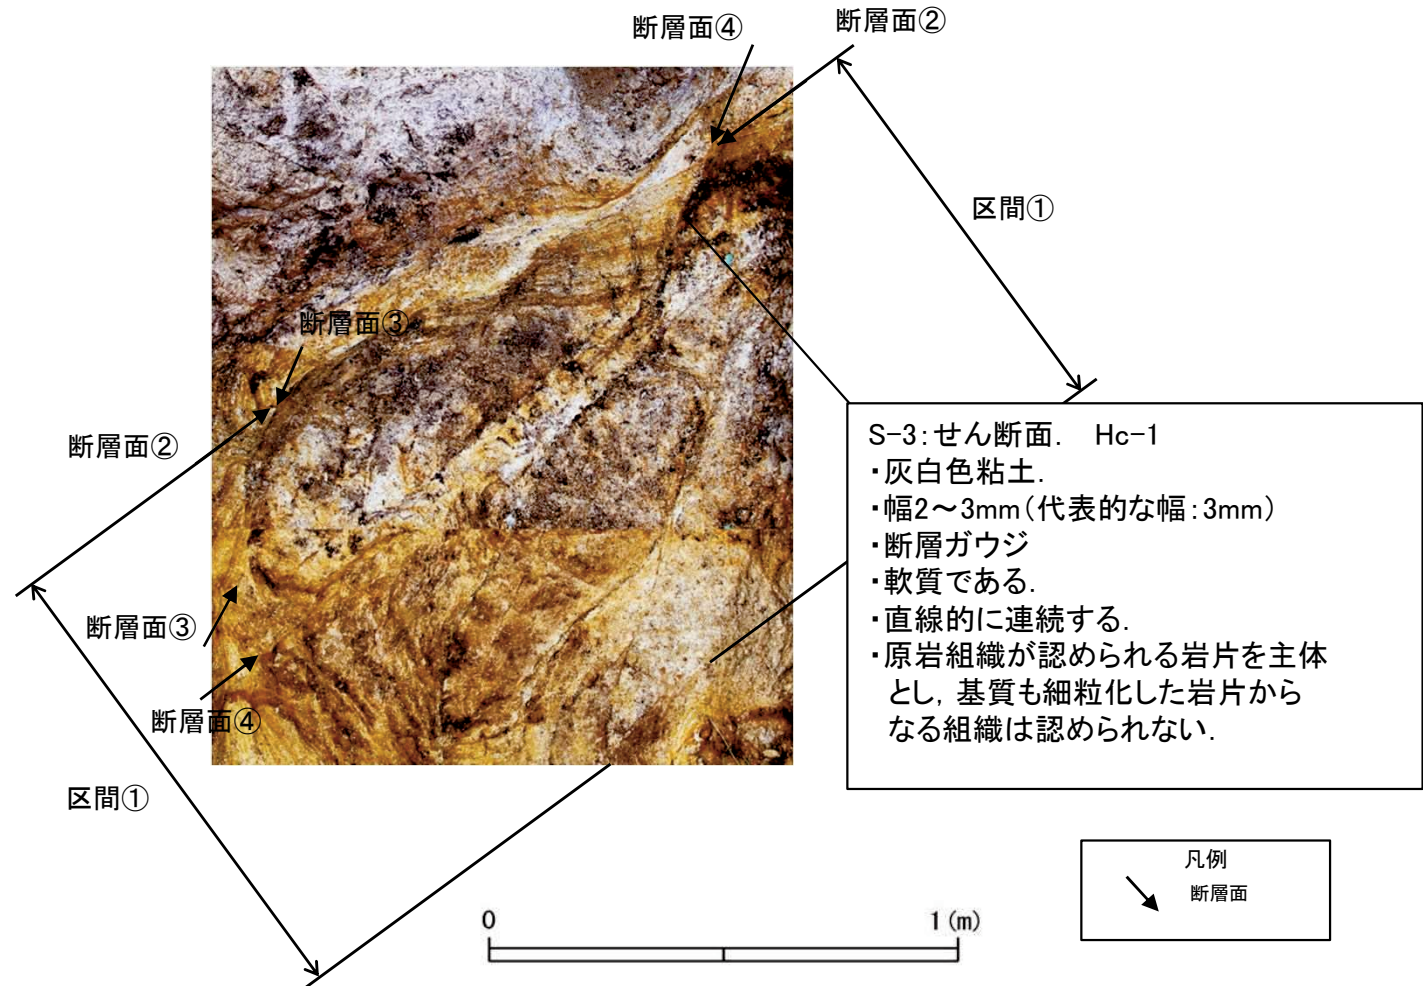 断層面④
断層面②
区間①
断層面③
断層面②
断層面③
断層面④
区間①
S-3:せん断面. Hc-1
・灰白色粘土.
・幅2～3mm(代表的な幅:3mm)
・断層ガウジ
・軟質である.
・直線的に連続する.
・原岩組織が認められる岩片を主体
とし, 基質も細粒化した岩片から
なる組織は認められない.
凡例
断層面
0 1 (m)